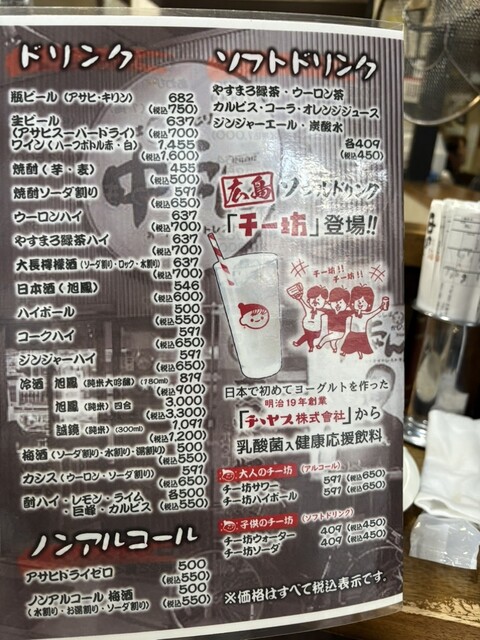 ドリンク
瓶ビール（アサヒ・キリン） 682
（税込750）
生ビール 637
（アサヒスーパードライ）（税込700）
ワイン（ハーフボトル赤・白） 1,455
（税込1,600）
焼酎（芋・麦） 455
（税込500）
焼酎ソーダ割り 591
（税込650）
ウーロンハイ 637
（税込700）
やすまろ緑茶ハイ 637
（税込700）
大長檸檬酒（ソーダ割り・ロック・水割り） 637
（税込700）
日本酒（旭鳳） 546
（税込600）
ハイボール 500
（税込550）
コークハイ 591
（税込650）
ジンジャーハイ 591
（税込650）
冷酒 旭鳳（純米大吟醸）（180ml） 819
（税込900）
旭鳳（純米）四合 3,000
（税込3,300）
誠鏡（純米）（300ml） 1,091
（税込1,200）
梅酒（ソーダ割り・水割り・湯割り） 500
（税込550）
カシス（ウーロン・ソーダ割り） 591
（税込650）
酎ハイ・レモン・ライム 各500
・巨峰・カルピス（税込550）
ノンアルコール
アサヒドライゼロ 500
（税込550）
ノンアルコール 梅酒 500
（水割り・お湯割り・ソーダ割り）（税込550）
ソフトドリンク
やすまろ緑茶・ウーロン茶
カルピス・コーラ・オレンジジュース
ジンジャーエール・炭酸水
各409
（税込450）
広島 ソウルドリンク
「チー坊」登場!!
チー坊!! チー坊!!
日本で初めてヨーグルトを作った
明治19年創業
「チチヤス株式會社」から
乳酸菌入健康応援飲料
大人のチー坊（アルコール）
チー坊サワー 591（税込650）
チー坊ハイボール 591（税込650）
子供のチー坊（ソフトドリンク）
チー坊ウォーター 409（税込450）
チー坊ソーダ 409（税込450）
※価格はすべて税込表示です。